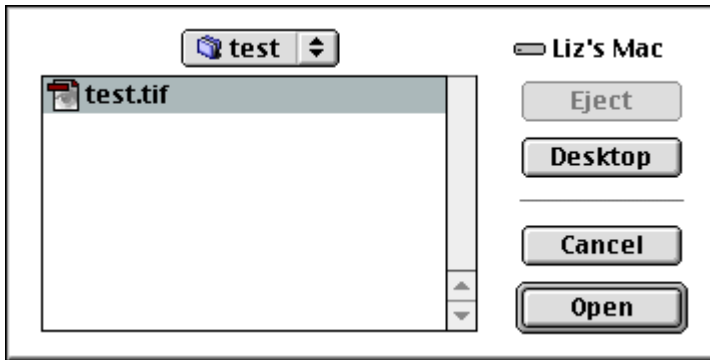 test
Liz's Mac
test.tif
Eject
Desktop
Cancel
Open